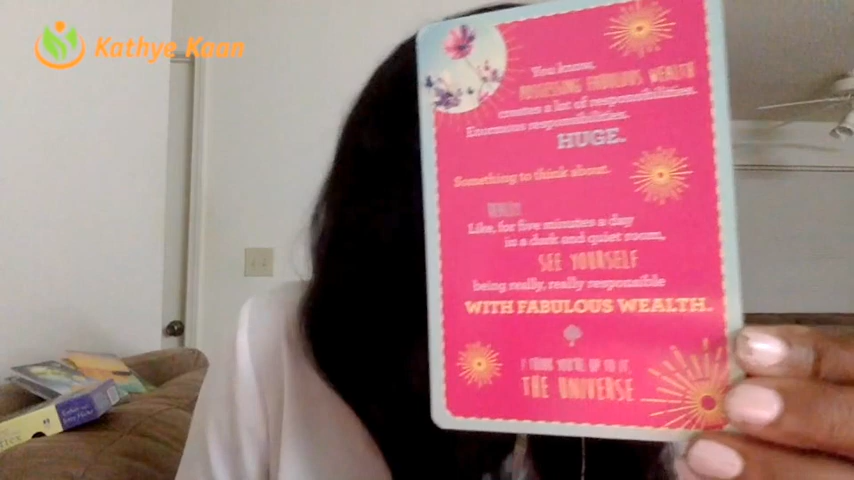 Kathye Kaan
You know,
POSSESSING FABULOUS WEALTH
creates a lot of responsibilities.
Enormous responsibilities.
HUGE.
Something to think about.
Like, for five minutes a day
in a dark and quiet room,
SEE YOURSELF
being really, really responsible
WITH FABULOUS WEALTH.
I THINK YOU'RE UP TO IT,
THE UNIVERSE